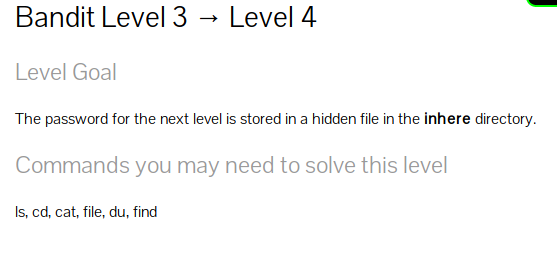 Bandit Level 3 → Level 4
Level Goal
The password for the next level is stored in a hidden file in the inhere directory.
Commands you may need to solve this level
ls, cd, cat, file, du, find